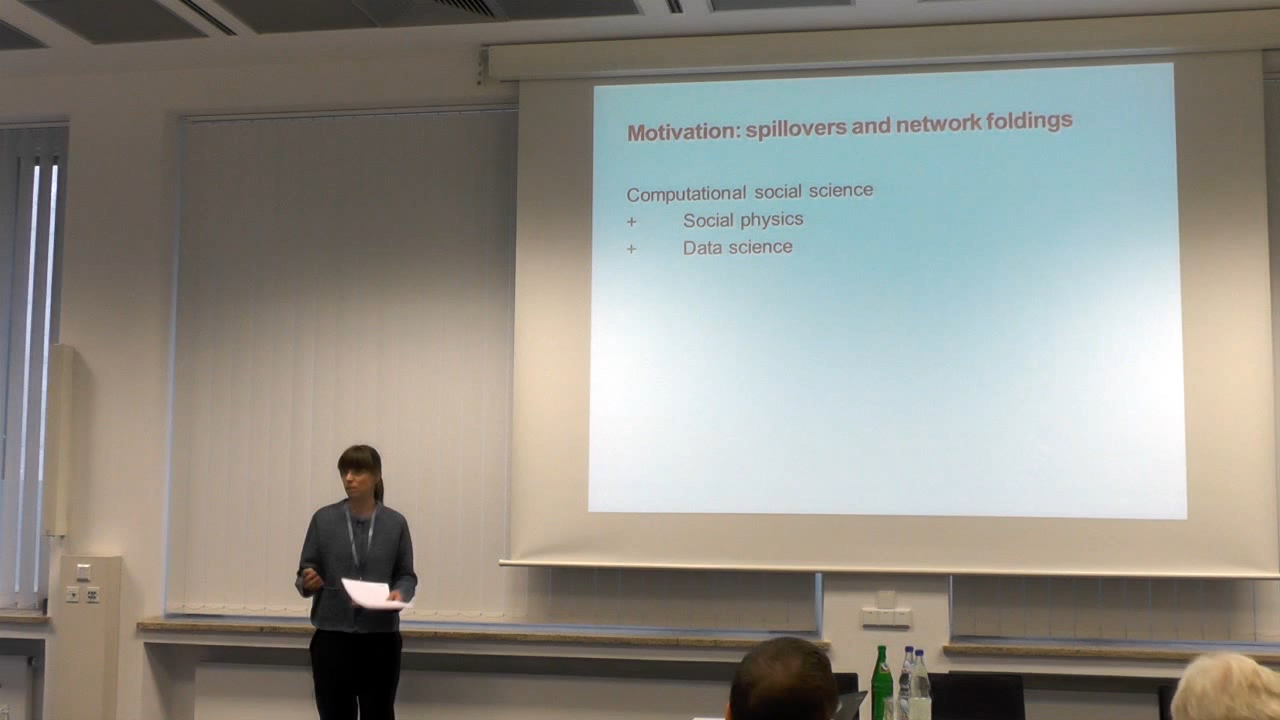 Motivation: spillovers and network foldings
Computational social science
+ Social physics
+ Data science